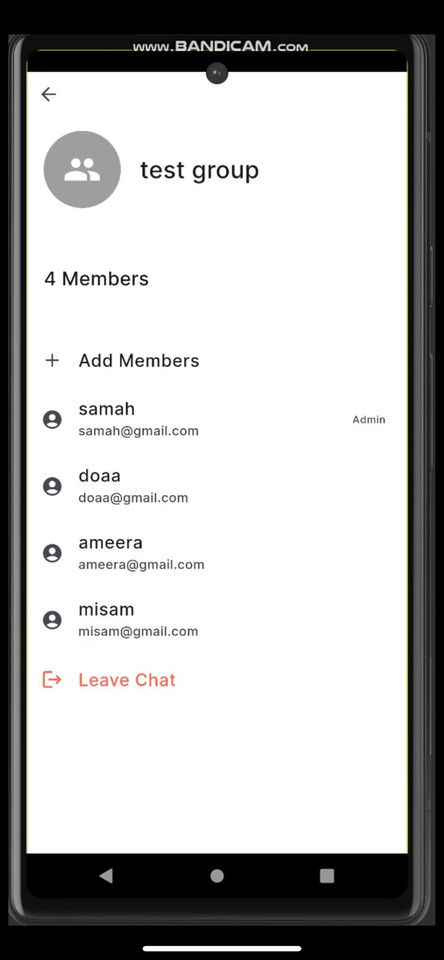 www.BANDICAM.com
test group
4 Members
Add Members
samah
samah@gmail.com
Admin
doaa
doaa@gmail.com
ameera
ameera@gmail.com
misam
misam@gmail.com
Leave Chat